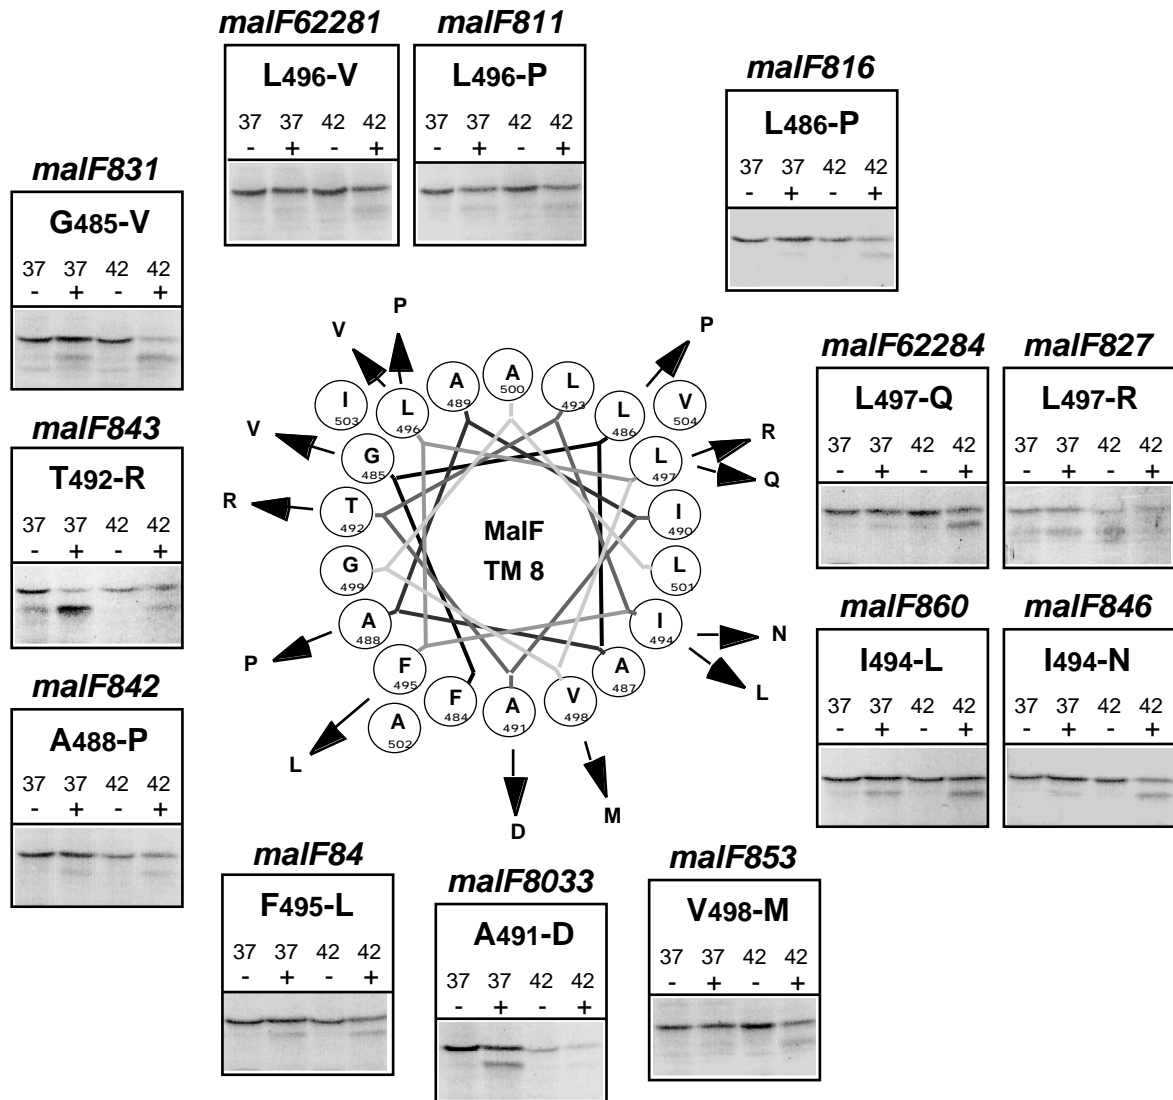 malF62281
malF811
L496-V
37 37 42 42
- + - +
L496-P
37 37 42 42
- + - +
malF816
L486-P
37 37 42 42
- + - +
malF831
G485-V
37 37 42 42
- + - +
malF843
T492-R
37 37 42 42
- + - +
malF842
A488-P
37 37 42 42
- + - +
P
V
P
V
R
R
Q
P
N
L
L
D
M
A 500
A 489
L 493
I 503
L 496
L 486
V 504
G 485
L 497
T 492
I 490
MalF
TM 8
G 499
L 501
A 488
I 494
F 495
A 487
F 484
V 498
A 502
A 491
malF62284
malF827
L497-Q
37 37 42 42
- + - +
L497-R
37 37 42 42
- + - +
malF860
malF846
I494-L
37 37 42 42
- + - +
I494-N
37 37 42 42
- + - +
malF84
F495-L
37 37 42 42
- + - +
malF8033
A491-D
37 37 42 42
- + - +
malF853
V498-M
37 37 42 42
- + - +